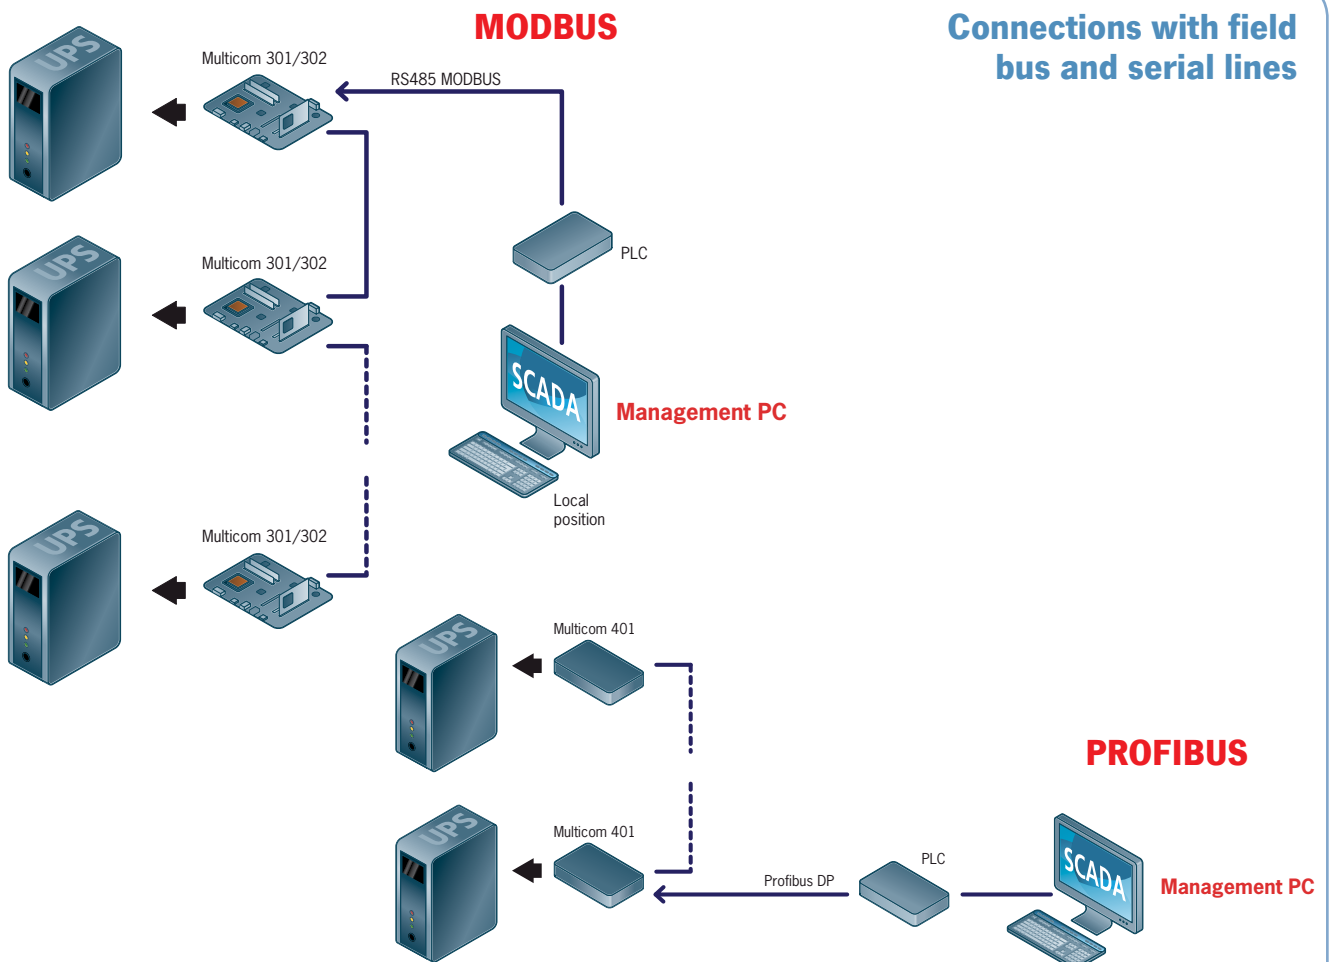 MODBUS
Connections with field
bus and serial lines
UPS
Multicom 301/302
RS485 MODBUS
UPS
Multicom 301/302
PLC
SCADA
Management PC
Local
position
UPS
Multicom 301/302
UPS
Multicom 401
PROFIBUS
UPS
Multicom 401
Profibus DP
PLC
SCADA
Management PC